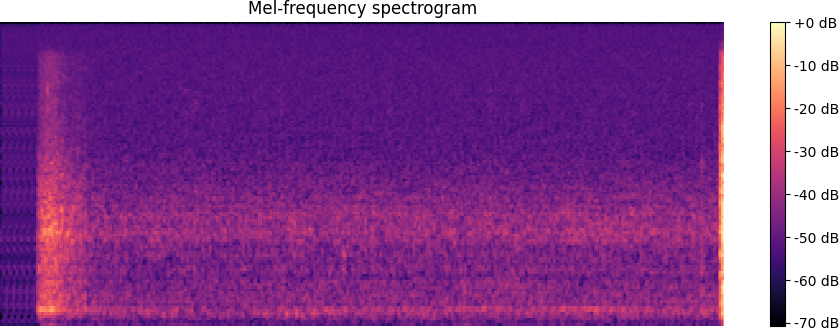 Mel-frequency spectrogram
+0 dB
-10 dB
-20 dB
-30 dB
-40 dB
-50 dB
-60 dB
-70 dB